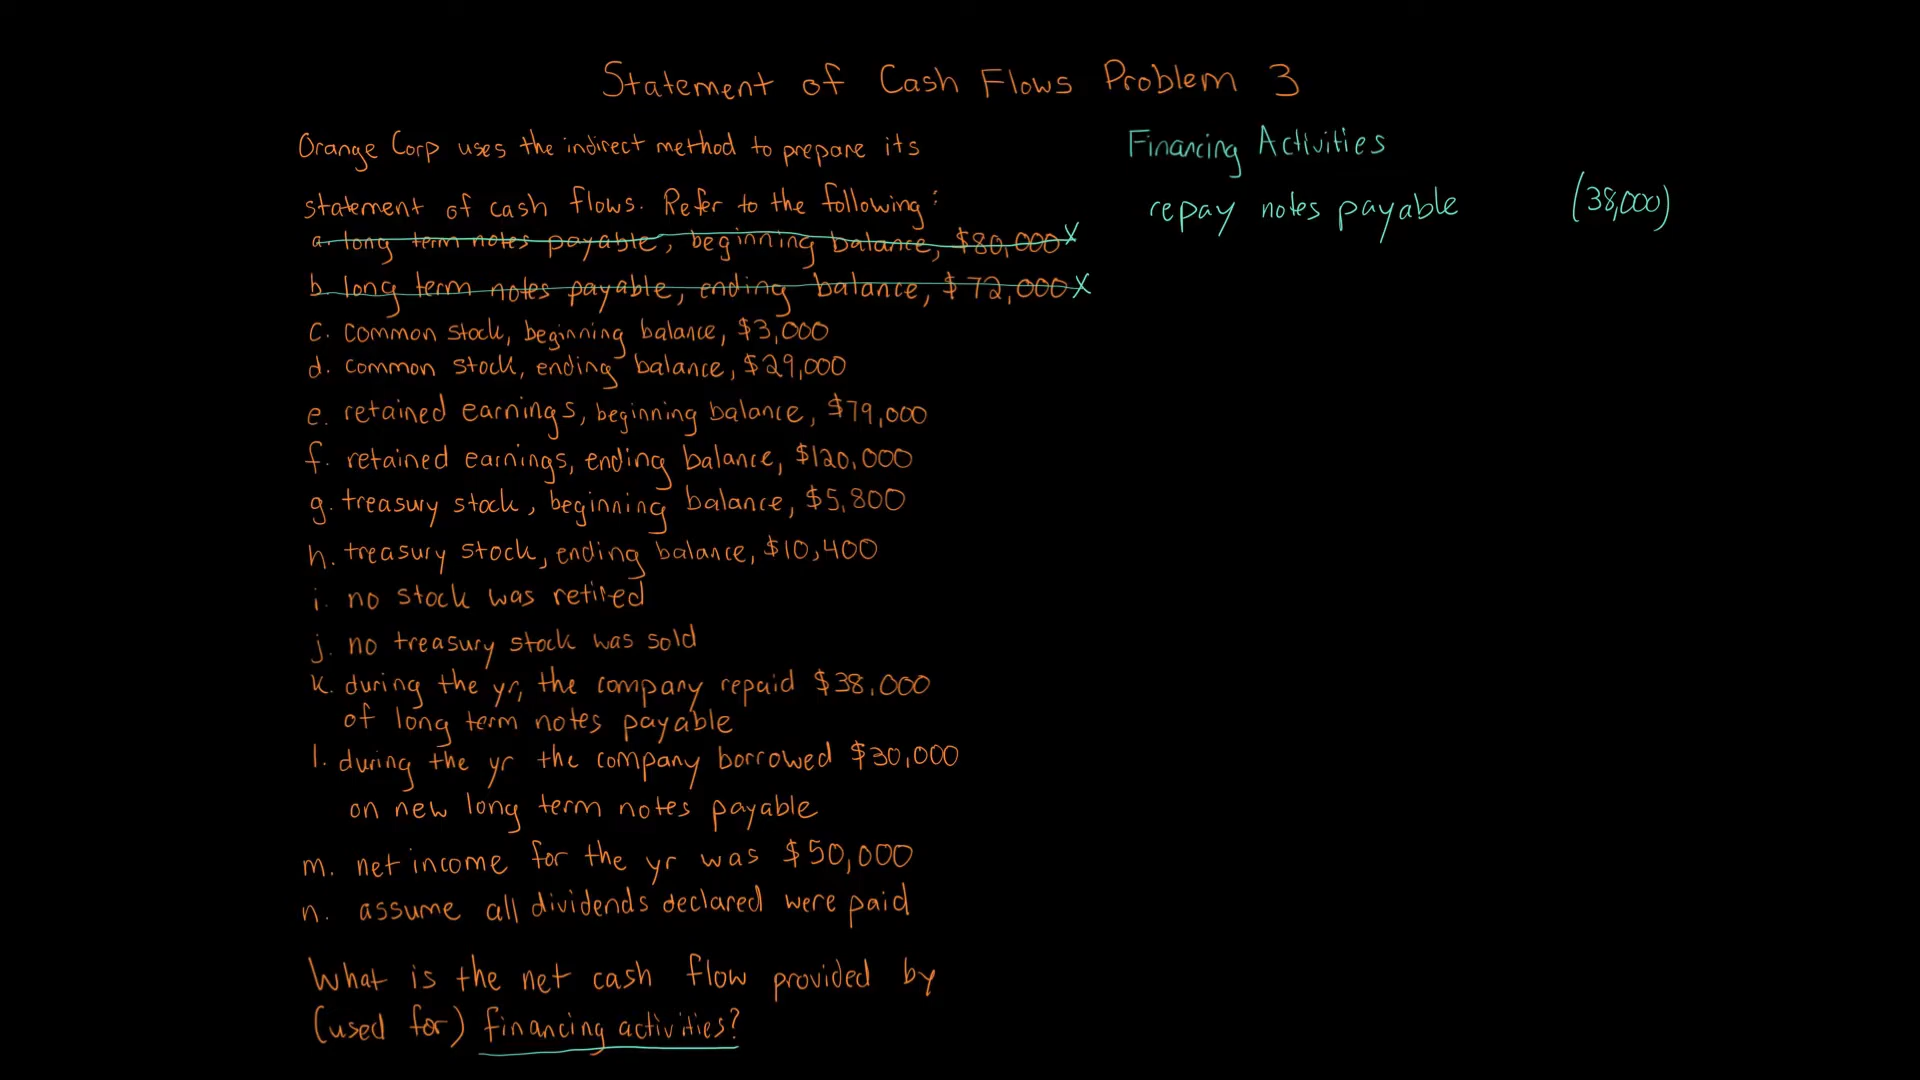 Statement of Cash Flows Problem 3
Orange Corp uses the indirect method to prepare its
statement of cash flows. Refer to the following:
a. long term notes payable, beginning balance, $80,000 X
b. long term notes payable, ending balance, $72,000 X
c. common stock, beginning balance, $3,000
d. common stock, ending balance, $29,000
e. retained earnings, beginning balance, $79,000
f. retained earnings, ending balance, $120,000
g. treasury stock, beginning balance, $5,800
h. treasury stock, ending balance, $10,400
i. no stock was retired
j. no treasury stock was sold
k. during the yr, the company repaid $38,000
of long term notes payable
l. during the yr the company borrowed $30,000
on new long term notes payable
m. net income for the yr was $50,000
n. assume all dividends declared were paid
What is the net cash flow provided by
(used for) financing activities?
Financing Activities
repay notes payable (38,000)